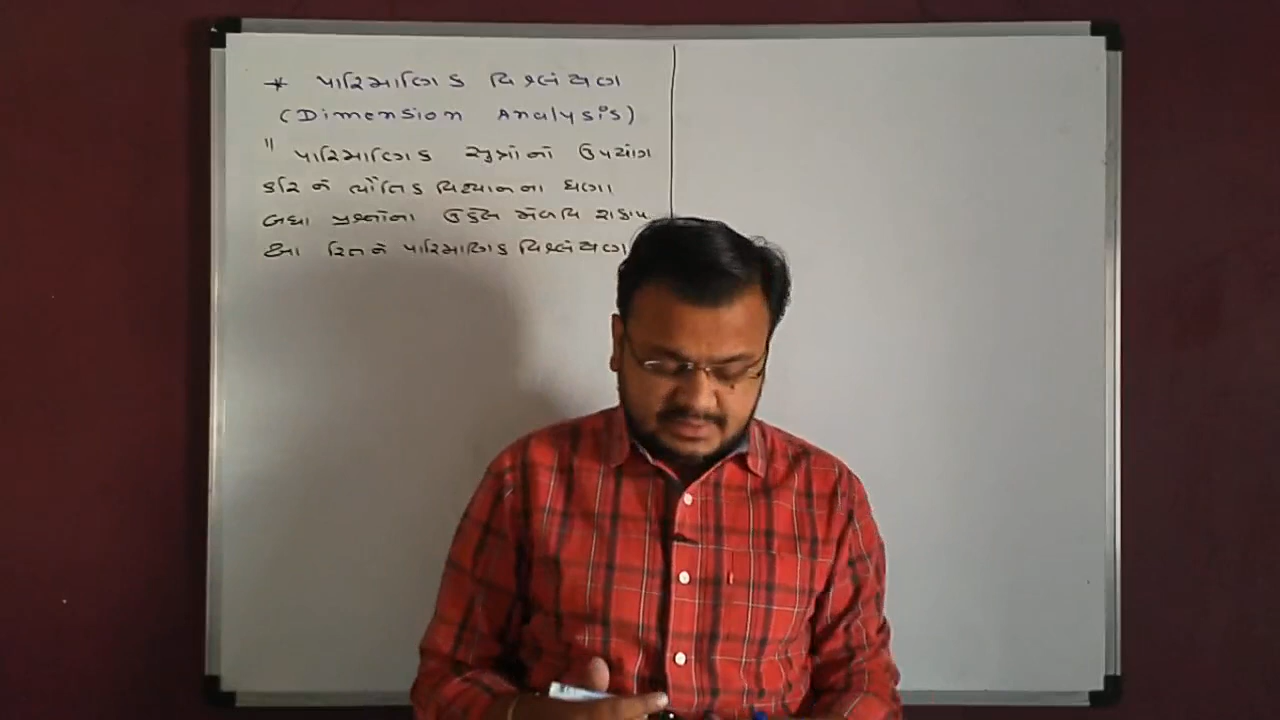 * પારિમાણિક વિશ્લેષણ
(Dimension Analysis)
" પારિમાણિક સુત્રોનો ઉપયોગ
કરિ ને ભૌતિક વિજ્ઞાનના ઘણા
બધા પ્રશ્નોના ઉકેલ મેળવિ શકાય
આ રિતને પારિમાણિક વિશ્લેષણ